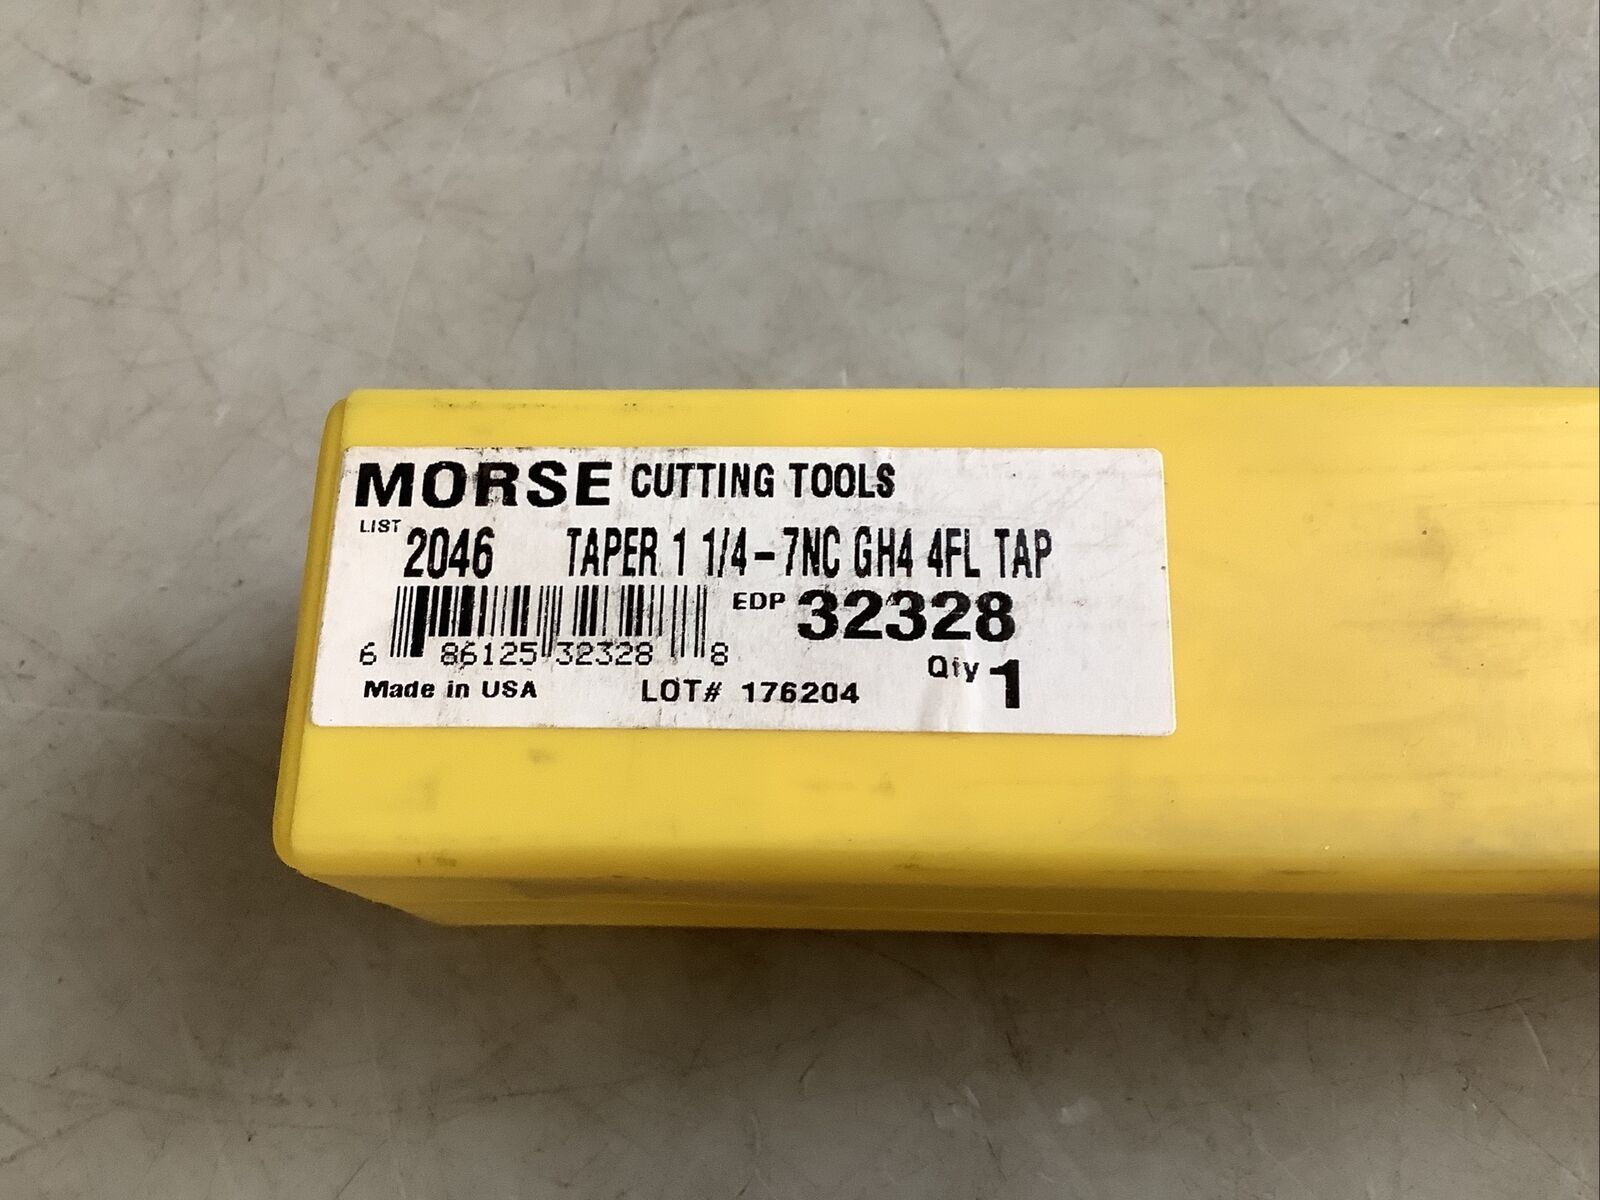 MORSE CUTTING TOOLS
LIST 2046 TAPER 1 1/4-7NC GH4 4FL TAP
EDP 32328
6 86125 32328 8
Qty 1
Made in USA LOT# 176204